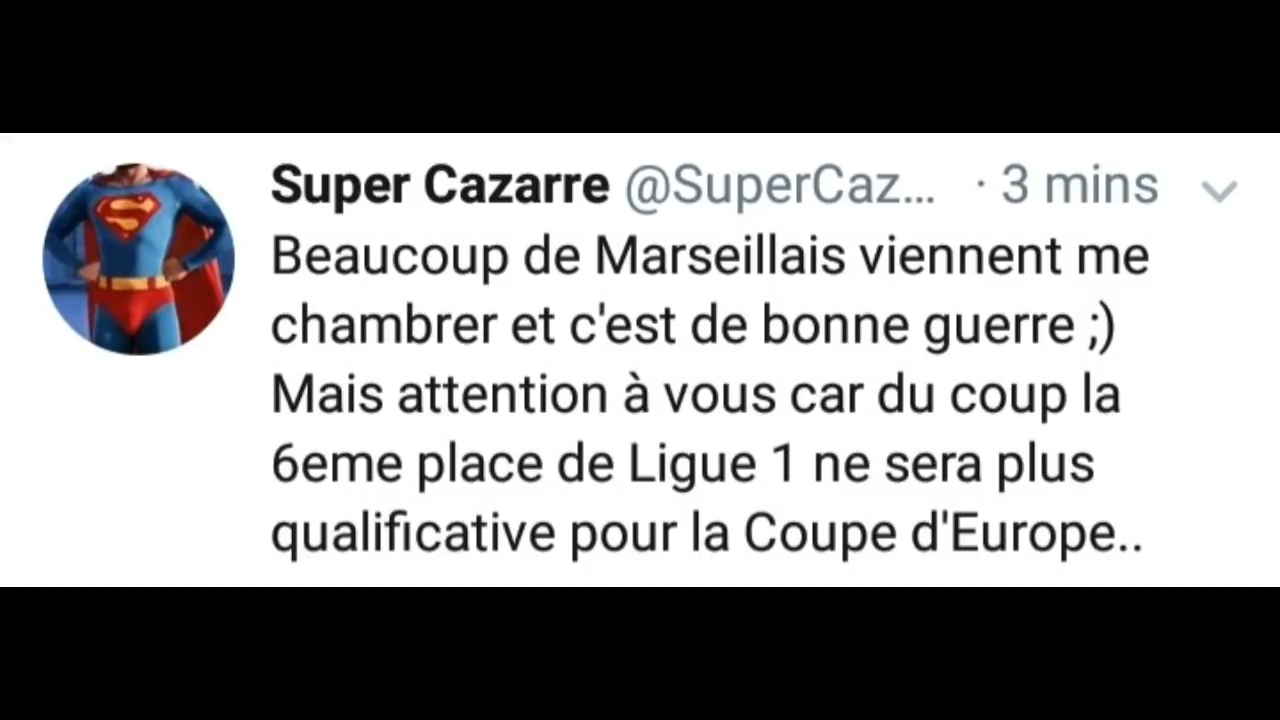 Super Cazarre @SuperCaz... · 3 mins
Beaucoup de Marseillais viennent me
chambrer et c'est de bonne guerre ;)
Mais attention à vous car du coup la
6eme place de Ligue 1 ne sera plus
qualificative pour la Coupe d'Europe..